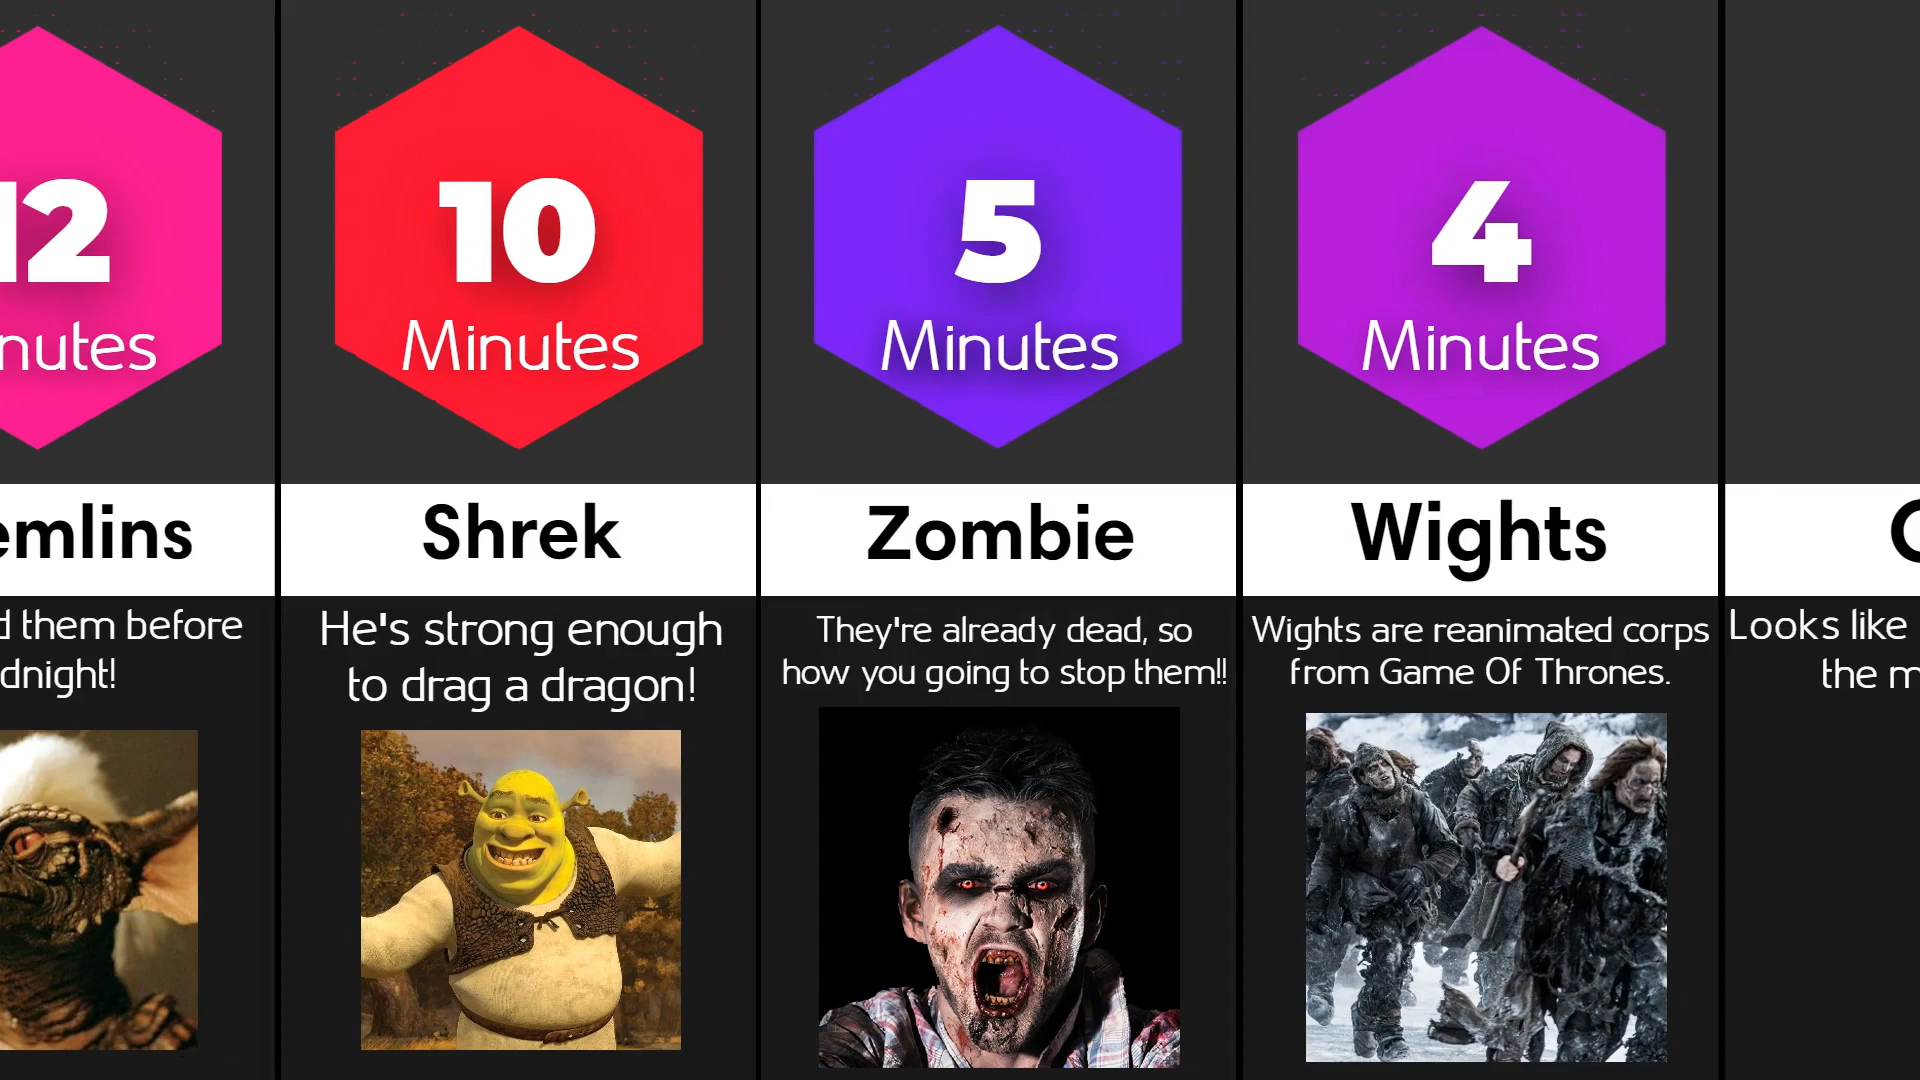 12
nutes
emlins
d them before
dnight!
10
Minutes
Shrek
He's strong enough
to drag a dragon!
5
Minutes
Zombie
They're already dead, so
how you going to stop them!!
4
Minutes
Wights
Wights are reanimated corps
from Game Of Thrones.
Looks like
the m